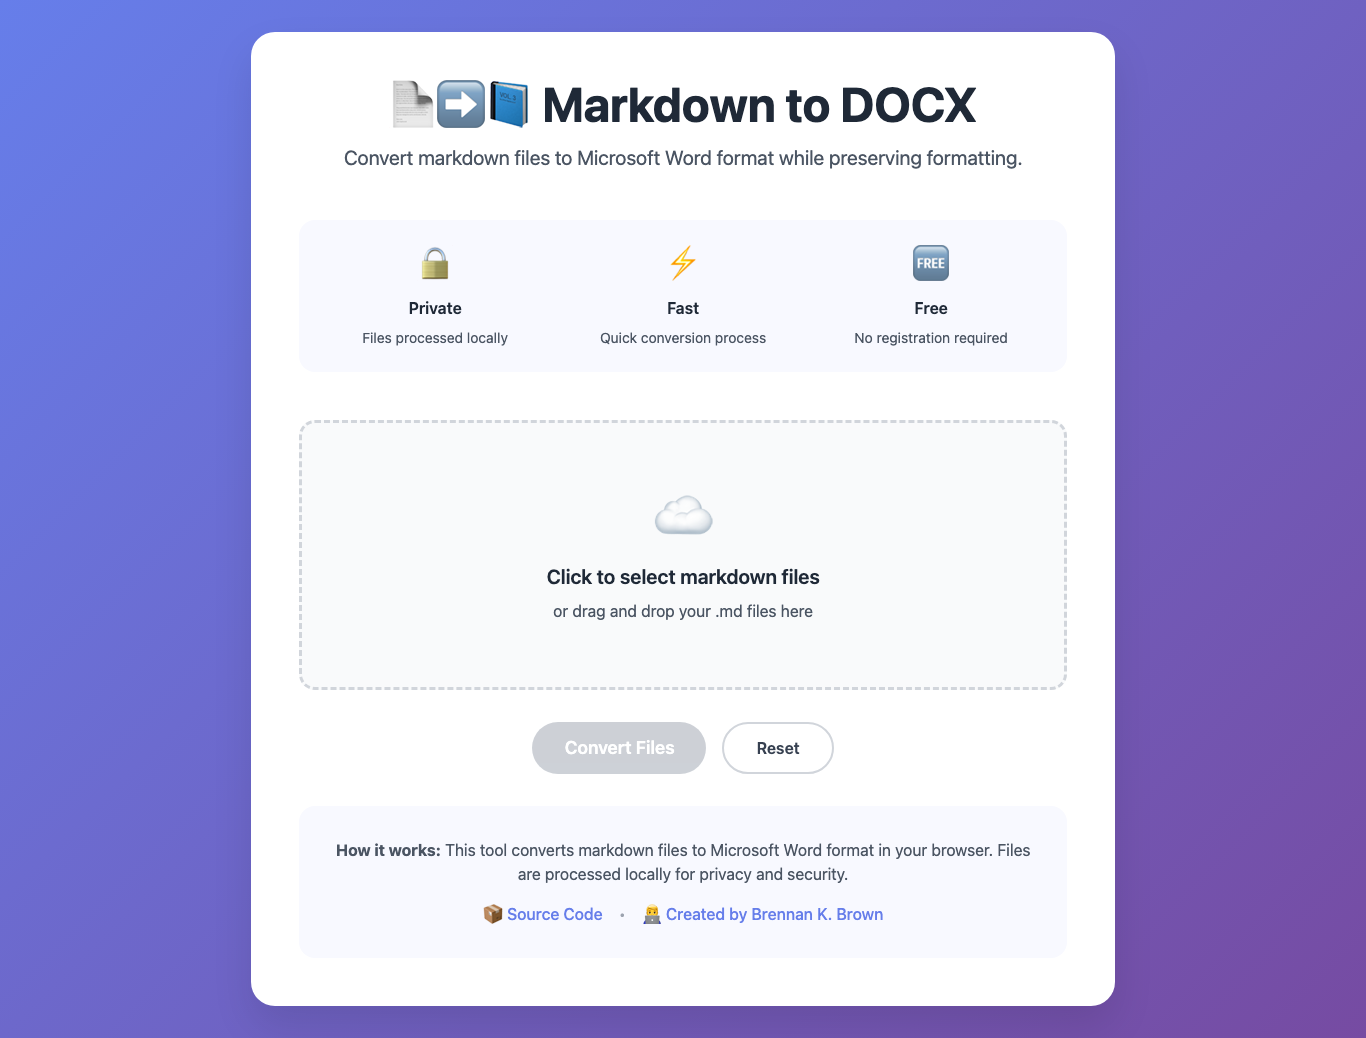 Markdown to DOCX
Convert markdown files to Microsoft Word format while preserving formatting.
FREE
Private
Fast
Free
Files processed locally
Quick conversion process
No registration required
Click to select markdown files
or drag and drop your .md files here
Convert Files
Reset
How it works: This tool converts markdown files to Microsoft Word format in your browser. Files
are processed locally for privacy and security.
Source Code • Created by Brennan K. Brown